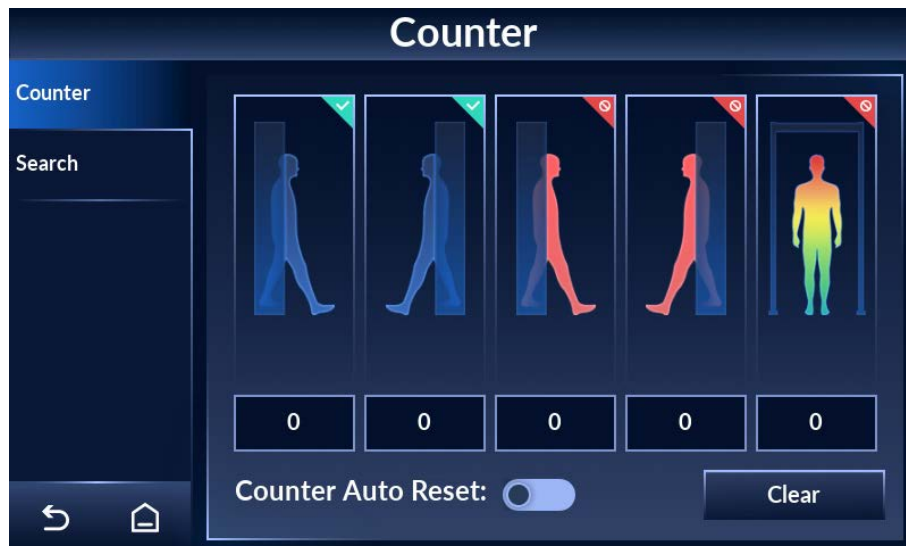 Counter
Counter
Search
0 0 0 0 0
Counter Auto Reset:
Clear